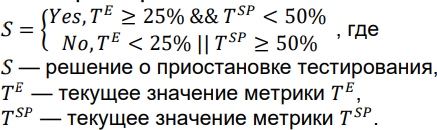 S = { Yes, T^E ≥ 25% && T^SP < 50%
No, T^E < 25% || T^SP ≥ 50% , где
S — решение о приостановке тестирования,
T^E — текущее значение метрики T^E,
T^SP — текущее значение метрики T^SP.